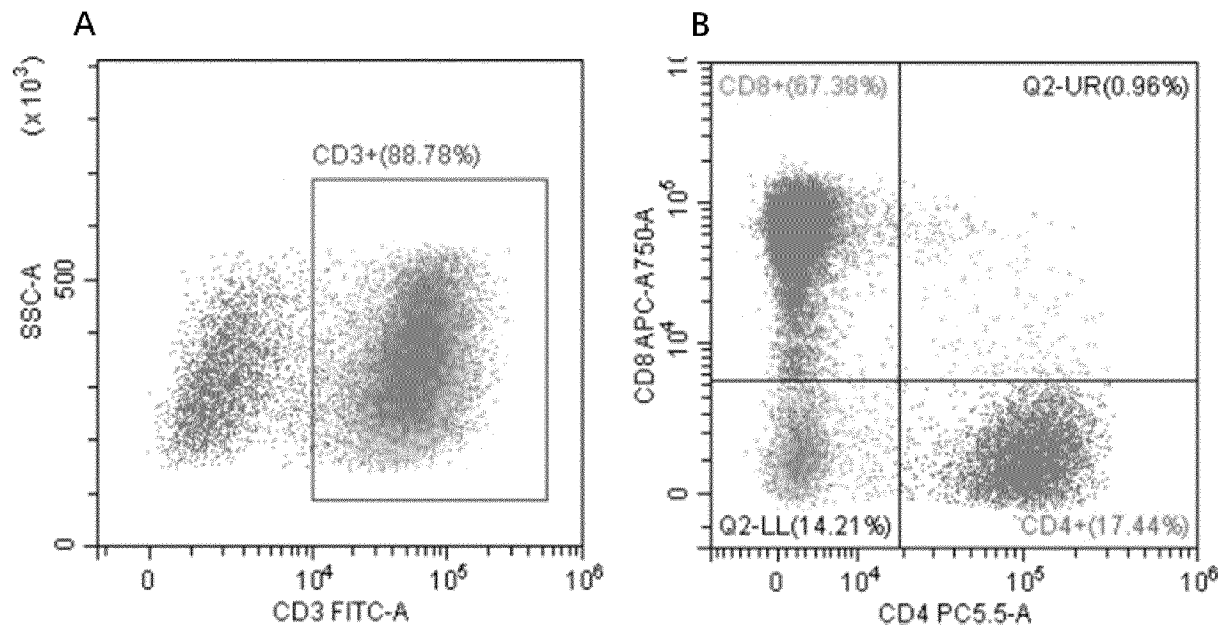 A
B
(x 10³)
SSC-A
500
0
CD3+(88.78%)
0
10⁴
10⁵
10⁶
CD3 FITC-A
CD8+(67.38%)
Q2-UR(0.96%)
CD8 APC-A750-A
10⁵
10⁴
0
Q2-LL(14.21%)
CD4+(17.44%)
0
10⁴
10⁵
10⁶
CD4 PC5.5-A